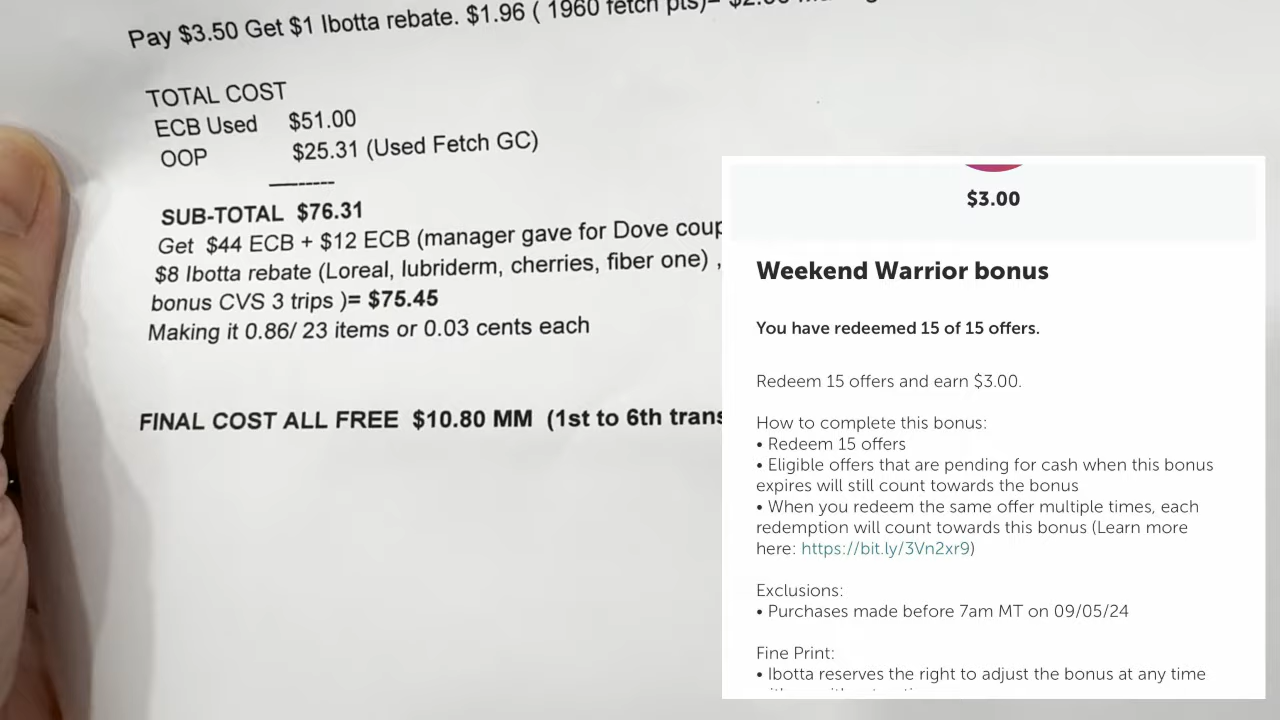 Pay $3.50 Get $1 Ibotta rebate. $1.96 ( 1960 fetch pts)=
TOTAL COST
ECB Used $51.00
OOP $25.31 (Used Fetch GC)
---------
SUB-TOTAL $76.31
Get $44 ECB + $12 ECB (manager gave for Dove coup
$8 Ibotta rebate (Loreal, lubriderm, cherries, fiber one) ,
bonus CVS 3 trips )= $75.45
Making it 0.86/ 23 items or 0.03 cents each
FINAL COST ALL FREE $10.80 MM (1st to 6th trans
$3.00
Weekend Warrior bonus
You have redeemed 15 of 15 offers.
Redeem 15 offers and earn $3.00.
How to complete this bonus:
• Redeem 15 offers
• Eligible offers that are pending for cash when this bonus
expires will still count towards the bonus
• When you redeem the same offer multiple times, each
redemption will count towards this bonus (Learn more
here: https://bit.ly/3Vn2xr9)
Exclusions:
• Purchases made before 7am MT on 09/05/24
Fine Print:
• Ibotta reserves the right to adjust the bonus at any time